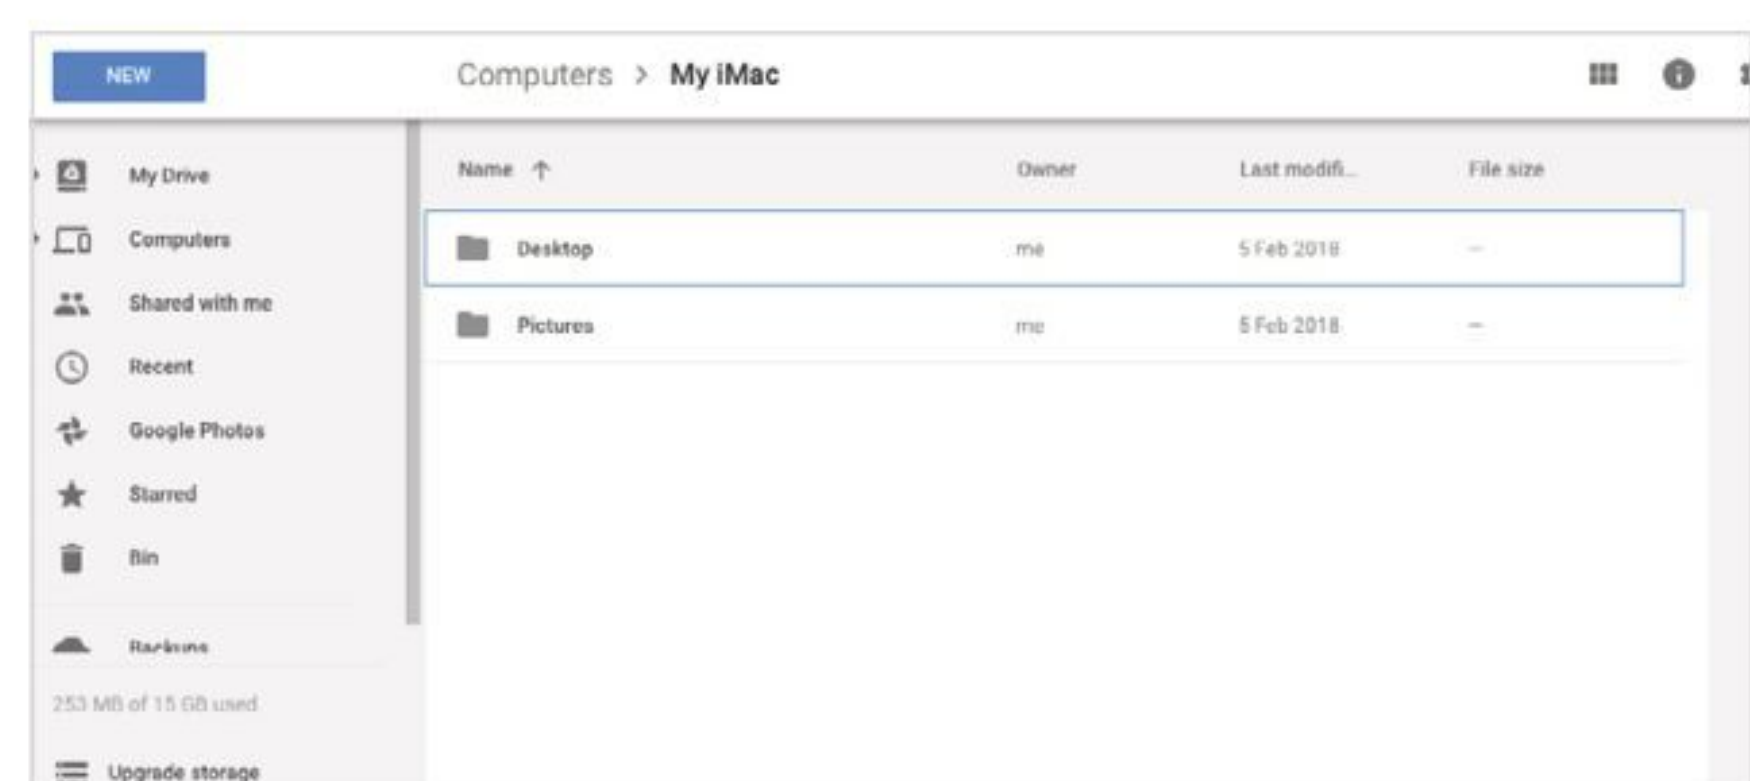 NEW
Computers > My iMac
My Drive
Computers
Shared with me
Recent
Google Photos
Starred
Bin
Backups
253 MB of 15 GB used
Upgrade storage
Name ↑ Owner Last modifi... File size
Desktop me 5 Feb 2018 –
Pictures me 5 Feb 2018 –